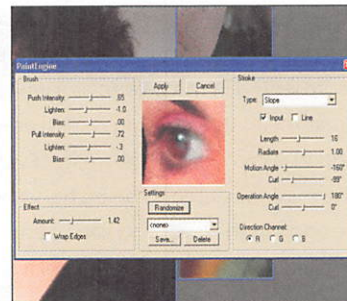 PaintEngine
Brush
Push Intensity: .65
Lighten: -1.0
Bias: .00
Pull Intensity: .72
Lighten: -.3
Bias: .00
Effect
Amount: 1.42
Wrap Edges
Apply Cancel
Settings
Randomize
<none>
Save... Delete
Stroke
Type: Slope
Input Line
Length 16
Radiate 1.00
Motion Angle -160°
Curl -99°
Operation Angle 180°
Curl 0°
Direction Channel:
R G B